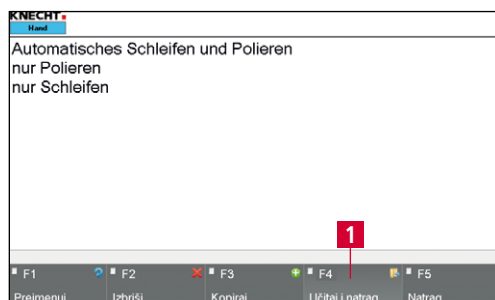 KNECHT
Hand
Automatisches Schleifen und Polieren
nur Polieren
nur Schleifen
1
F1 F2 F3 F4 F5
Preimenuj Izbriši Kopiraj Učitaj i natrag Natrag